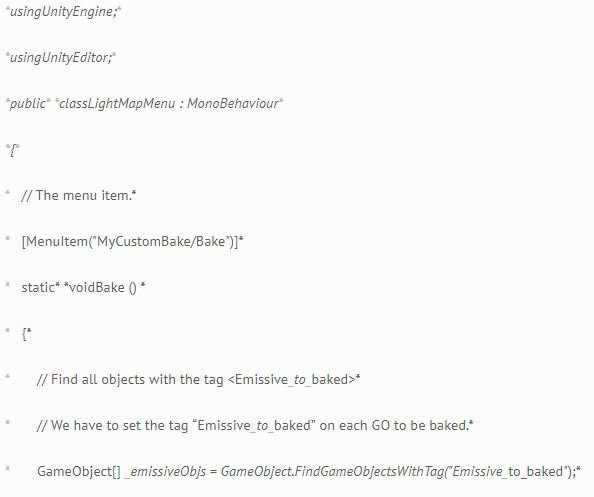 *usingUnityEngine;*
*usingUnityEditor;*
*public* *classLightMapMenu : MonoBehaviour*
*{*
* // The menu item.*
* [MenuItem("MyCustomBake/Bake")]*
* static* *voidBake () *
* {*
* // Find all objects with the tag <Emissive_to_baked>*
* // We have to set the tag “Emissive_to_baked” on each GO to be baked.*
* GameObject[] _emissiveObjs = GameObject.FindGameObjectsWithTag("Emissive_to_baked");*